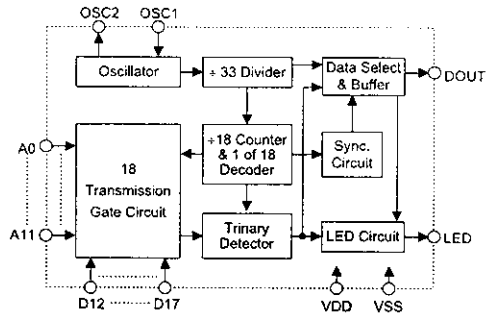 OSC2 OSC1
Oscillator
÷ 33 Divider
Data Select
& Buffer
DOUT
A0
18
Transmission
Gate Circuit
÷18 Counter
& 1 of 18
Decoder
Sync.
Circuit
A11
Trinary
Detector
LED Circuit
LED
D12 D17
VDD VSS